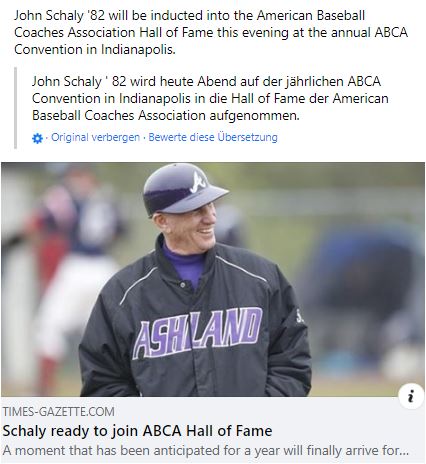 John Schaly '82 will be inducted into the American Baseball
Coaches Association Hall of Fame this evening at the annual ABCA
Convention in Indianapolis.
John Schaly ' 82 wird heute Abend auf der jährlichen ABCA
Convention in Indianapolis in die Hall of Fame der American
Baseball Coaches Association aufgenommen.
· Original verbergen · Bewerte diese Übersetzung
A
ASHLAND
TIMES-GAZETTE.COM
Schaly ready to join ABCA Hall of Fame
A moment that has been anticipated for a year will finally arrive for...